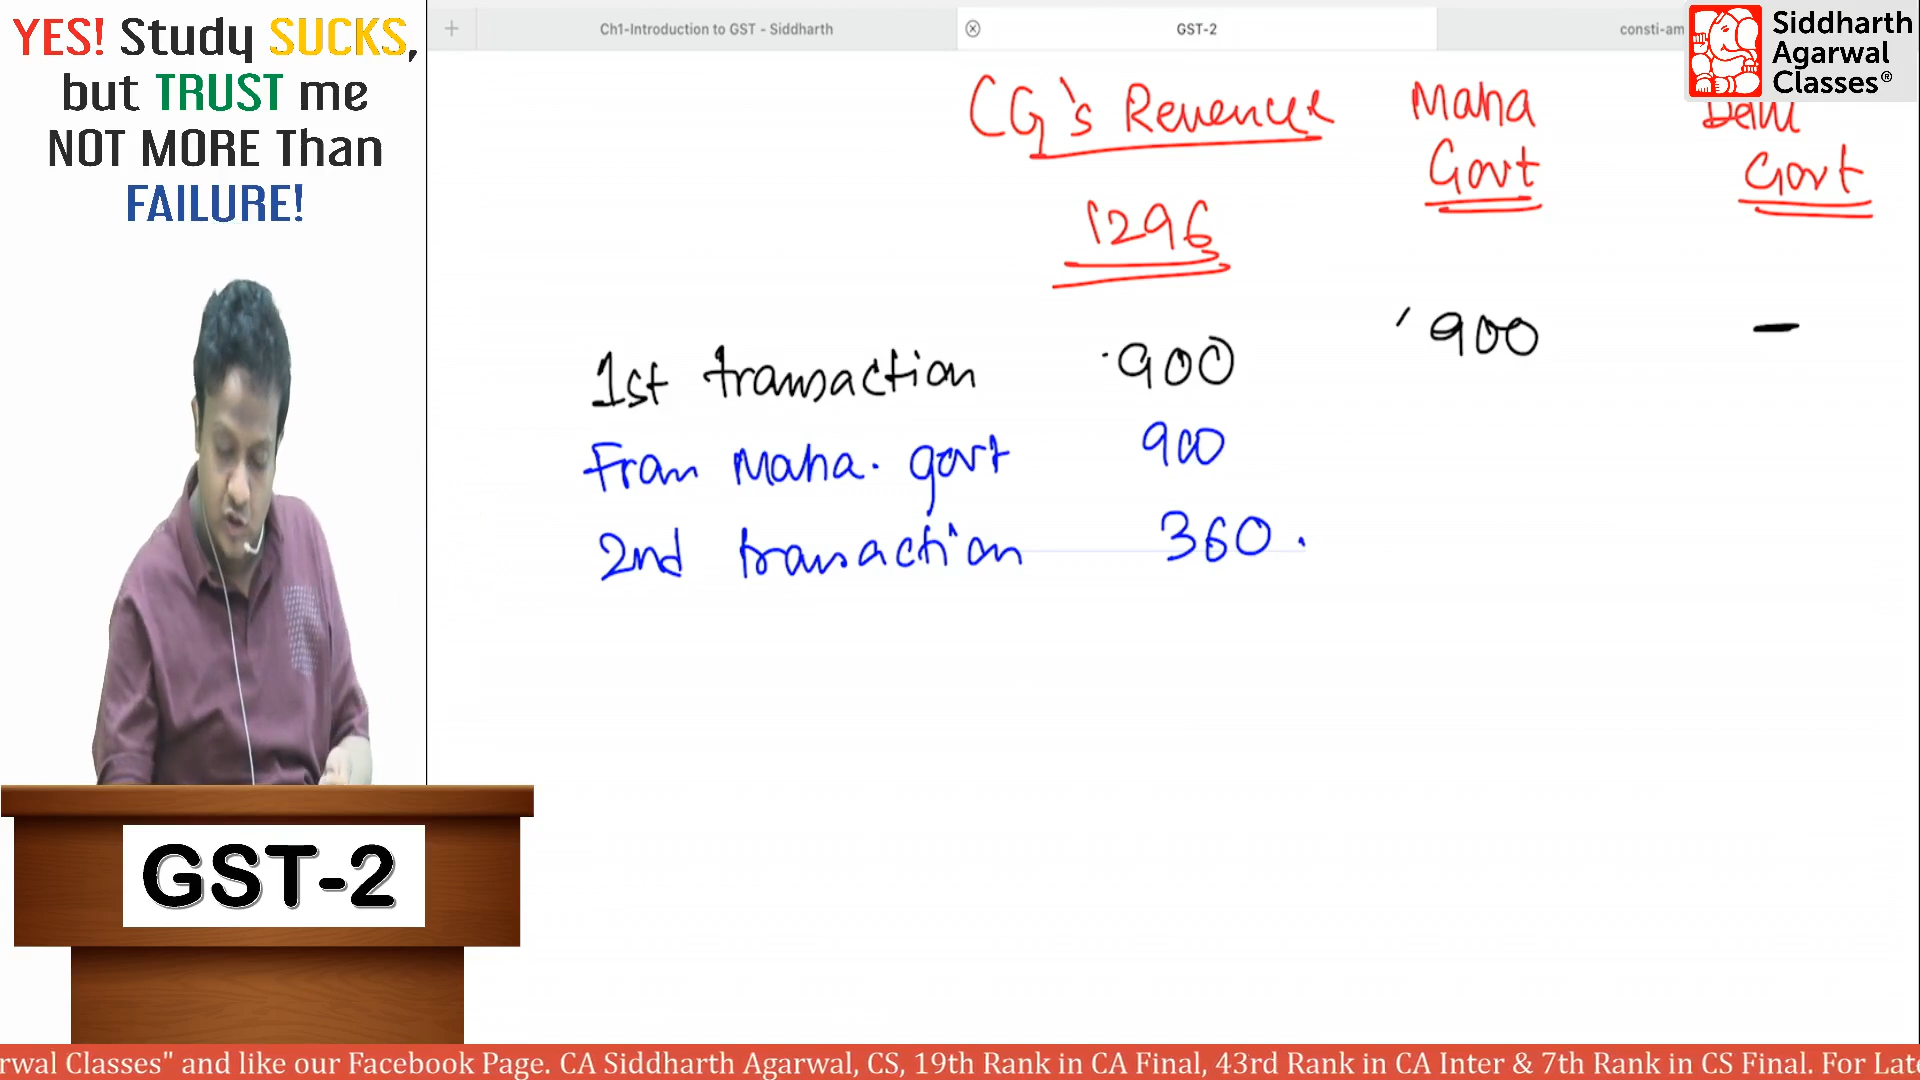 YES! Study SUCKS,
but TRUST me
NOT MORE Than
FAILURE!
Ch1-Introduction to GST - Siddharth
GST-2
consti-am
Siddharth
Agarwal
Classes®
CG's Revenue
Maha
Govt
Delhi
Govt
1296
1st transaction 900 900 –
From Maha. govt 900
2nd transaction 360.
GST-2
rwal Classes" and like our Facebook Page. CA Siddharth Agarwal, CS, 19th Rank in CA Final, 43rd Rank in CA Inter & 7th Rank in CS Final. For Late